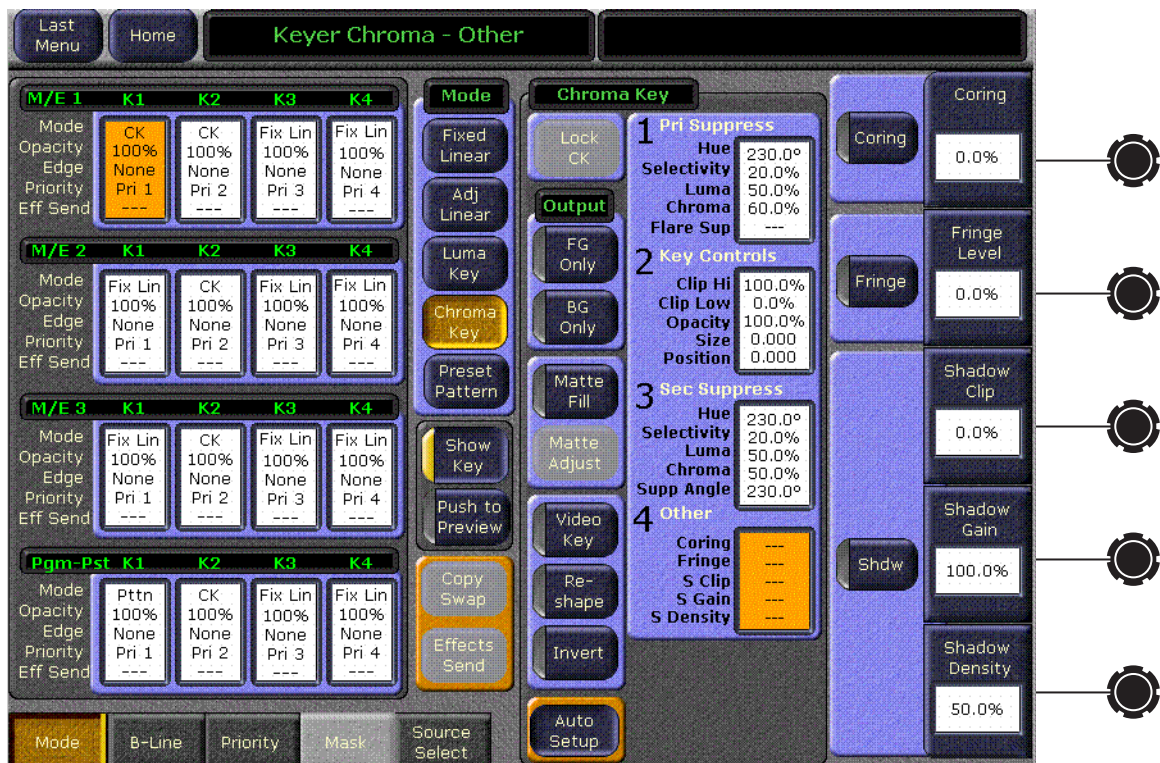 Last Menu
Home
Keyer Chroma - Other
M/E 1 K1 K2 K3 K4
Mode CK CK Fix Lin Fix Lin
Opacity 100% 100% 100% 100%
Edge None None None None
Priority Pri 1 Pri 2 Pri 3 Pri 4
Eff Send --- --- --- ---
M/E 2 K1 K2 K3 K4
Mode Fix Lin CK Fix Lin Fix Lin
Opacity 100% 100% 100% 100%
Edge None None None None
Priority Pri 1 Pri 2 Pri 3 Pri 4
Eff Send --- --- --- ---
M/E 3 K1 K2 K3 K4
Mode Fix Lin CK Fix Lin Fix Lin
Opacity 100% 100% 100% 100%
Edge None None None None
Priority Pri 1 Pri 2 Pri 3 Pri 4
Eff Send --- --- --- ---
Pgm-Pst K1 K2 K3 K4
Mode Pttn CK Fix Lin Fix Lin
Opacity 100% 100% 100% 100%
Edge None None None None
Priority Pri 1 Pri 2 Pri 3 Pri 4
Eff Send --- --- --- ---
Mode
Fixed Linear
Adj Linear
Luma Key
Chroma Key
Preset Pattern
Show Key
Push to Preview
Copy Swap
Effects Send
Chroma Key
Lock CK
Output
FG Only
BG Only
Matte Fill
Matte Adjust
Video Key
Re-shape
Invert
Auto Setup
1 Pri Suppress
Hue 230.0°
Selectivity 20.0%
Luma 50.0%
Chroma 60.0%
Flare Sup ---
2 Key Controls
Clip Hi 100.0%
Clip Low 0.0%
Opacity 100.0%
Size 0.000
Position 0.000
3 Sec Suppress
Hue 230.0°
Selectivity 20.0%
Luma 50.0%
Chroma 50.0%
Supp Angle 230.0°
4 Other
Coring ---
Fringe ---
S Clip ---
S Gain ---
S Density ---
Coring
Fringe
Shdw
Coring
0.0%
Fringe Level
0.0%
Shadow Clip
0.0%
Shadow Gain
100.0%
Shadow Density
50.0%
Mode
B-Line
Priority
Mask
Source Select